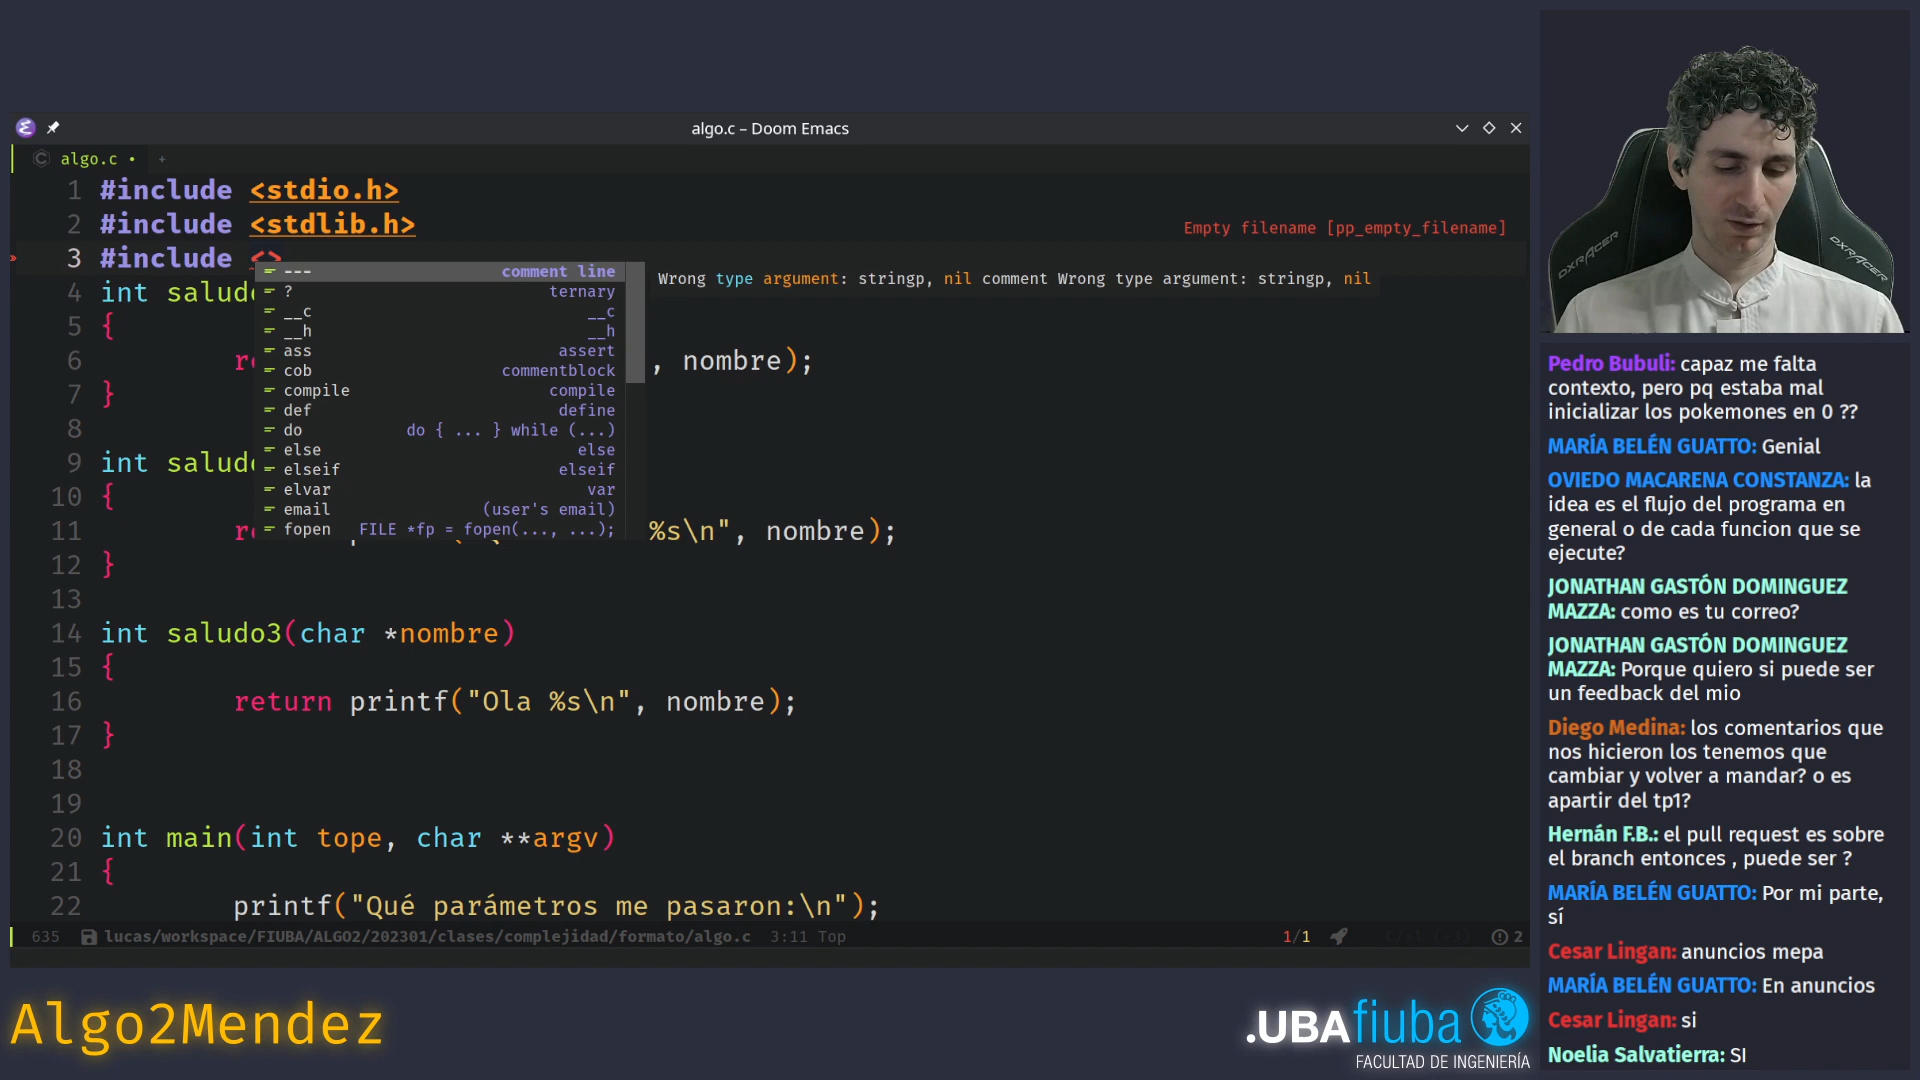 algo.c – Doom Emacs
algo.c • +
1 #include <stdio.h>
2 #include <stdlib.h>
Empty filename [pp_empty_filename]
3 #include <>
--- comment line
Wrong type argument: stringp, nil comment Wrong type argument: stringp, nil
4 int salud
? ternary
__c __c
5 {
__h __h
ass assert
6 r , nombre);
cob commentblock
compile compile
7 }
def define
8
do do { ... } while (...)
else else
9 int salud
elseif elseif
10 {
elvar var
email (user's email)
11 r %s\n", nombre);
fopen FILE *fp = fopen(..., ...);
12 }
13
14 int saludo3(char *nombre)
15 {
16 return printf("Ola %s\n", nombre);
17 }
18
19
20 int main(int tope, char **argv)
21 {
22 printf("Qué parámetros me pasaron:\n");
635 lucas/workspace/FIUBA/ALGO2/202301/clases/complejidad/formato/algo.c 3:11 Top 1/1 2
DXRACER
DXRACER
Pedro Bubuli: capaz me falta
contexto, pero pq estaba mal
inicializar los pokemones en 0 ??
MARÍA BELÉN GUATTO: Genial
OVIEDO MACARENA CONSTANZA: la
idea es el flujo del programa en
general o de cada funcion que se
ejecute?
JONATHAN GASTÓN DOMINGUEZ
MAZZA: como es tu correo?
JONATHAN GASTÓN DOMINGUEZ
MAZZA: Porque quiero si puede ser
un feedback del mio
Diego Medina: los comentarios que
nos hicieron los tenemos que
cambiar y volver a mandar? o es
apartir del tp1?
Hernán F.B.: el pull request es sobre
el branch entonces , puede ser ?
MARÍA BELÉN GUATTO: Por mi parte,
sí
Cesar Lingan: anuncios mepa
MARÍA BELÉN GUATTO: En anuncios
Cesar Lingan: si
Noelia Salvatierra: SI
Algo2Mendez
.UBAfiuba
FACULTAD DE INGENIERÍA